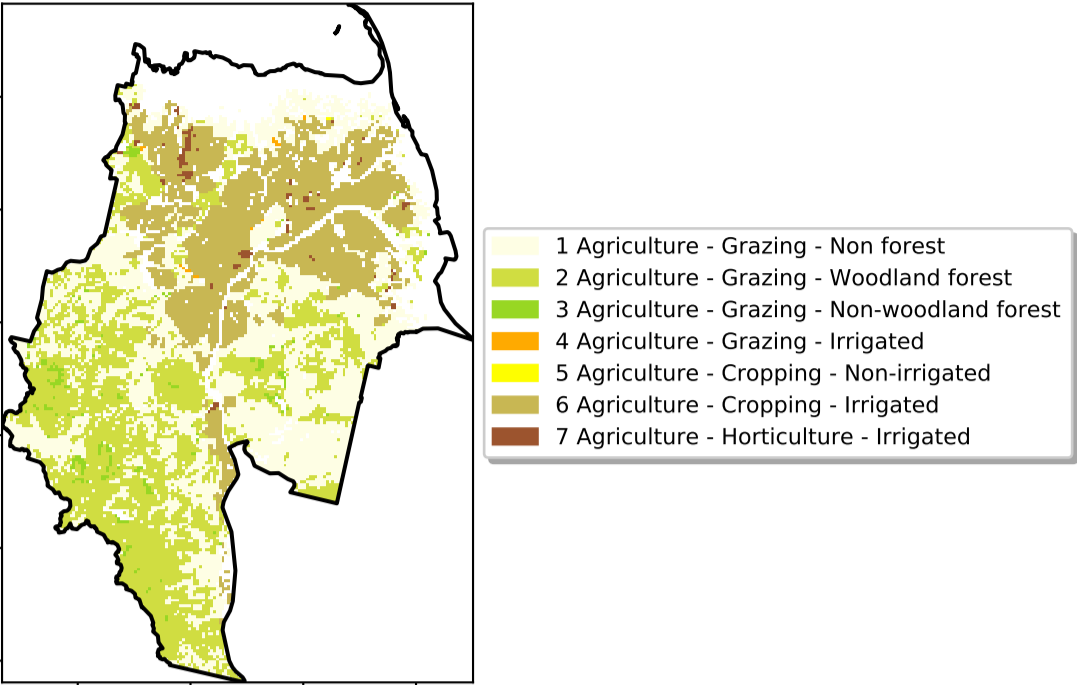 1 Agriculture - Grazing - Non forest
2 Agriculture - Grazing - Woodland forest
3 Agriculture - Grazing - Non-woodland forest
4 Agriculture - Grazing - Irrigated
5 Agriculture - Cropping - Non-irrigated
6 Agriculture - Cropping - Irrigated
7 Agriculture - Horticulture - Irrigated